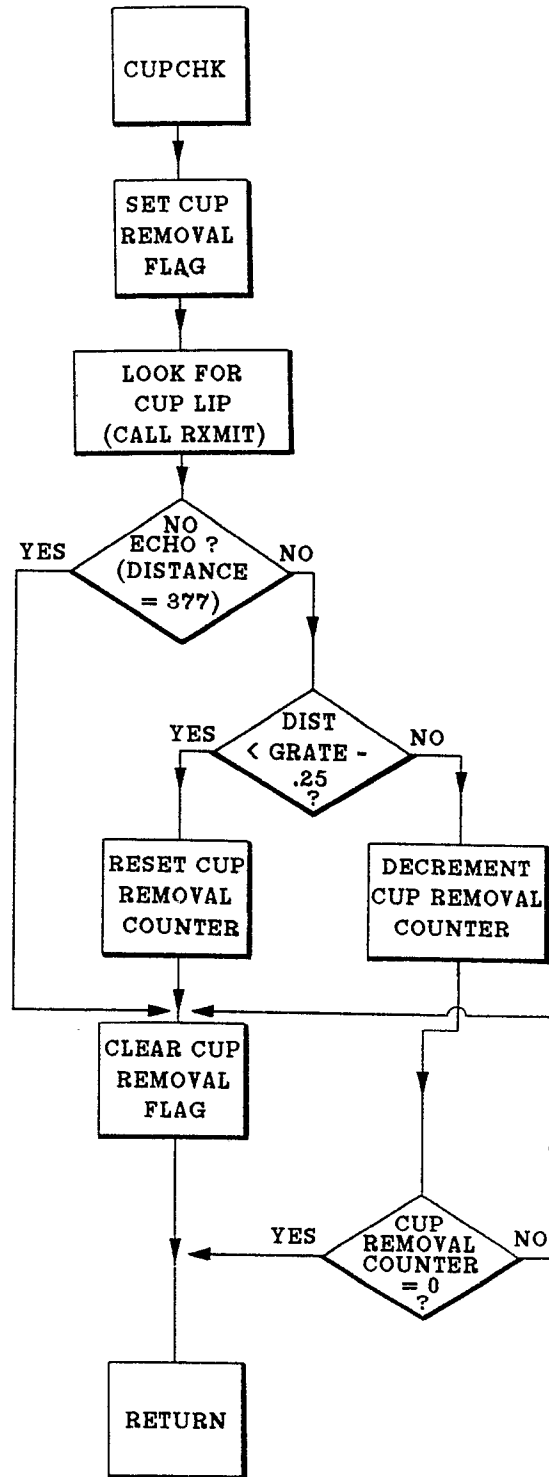 CUPCHK
SET CUP
REMOVAL
FLAG
LOOK FOR
CUP LIP
(CALL RXMIT)
NO
ECHO ?
(DISTANCE
= 377)
YES
NO
DIST
< GRATE -
.25
?
YES
NO
RESET CUP
REMOVAL
COUNTER
DECREMENT
CUP REMOVAL
COUNTER
CLEAR CUP
REMOVAL
FLAG
CUP
REMOVAL
COUNTER
= 0
?
YES
NO
RETURN